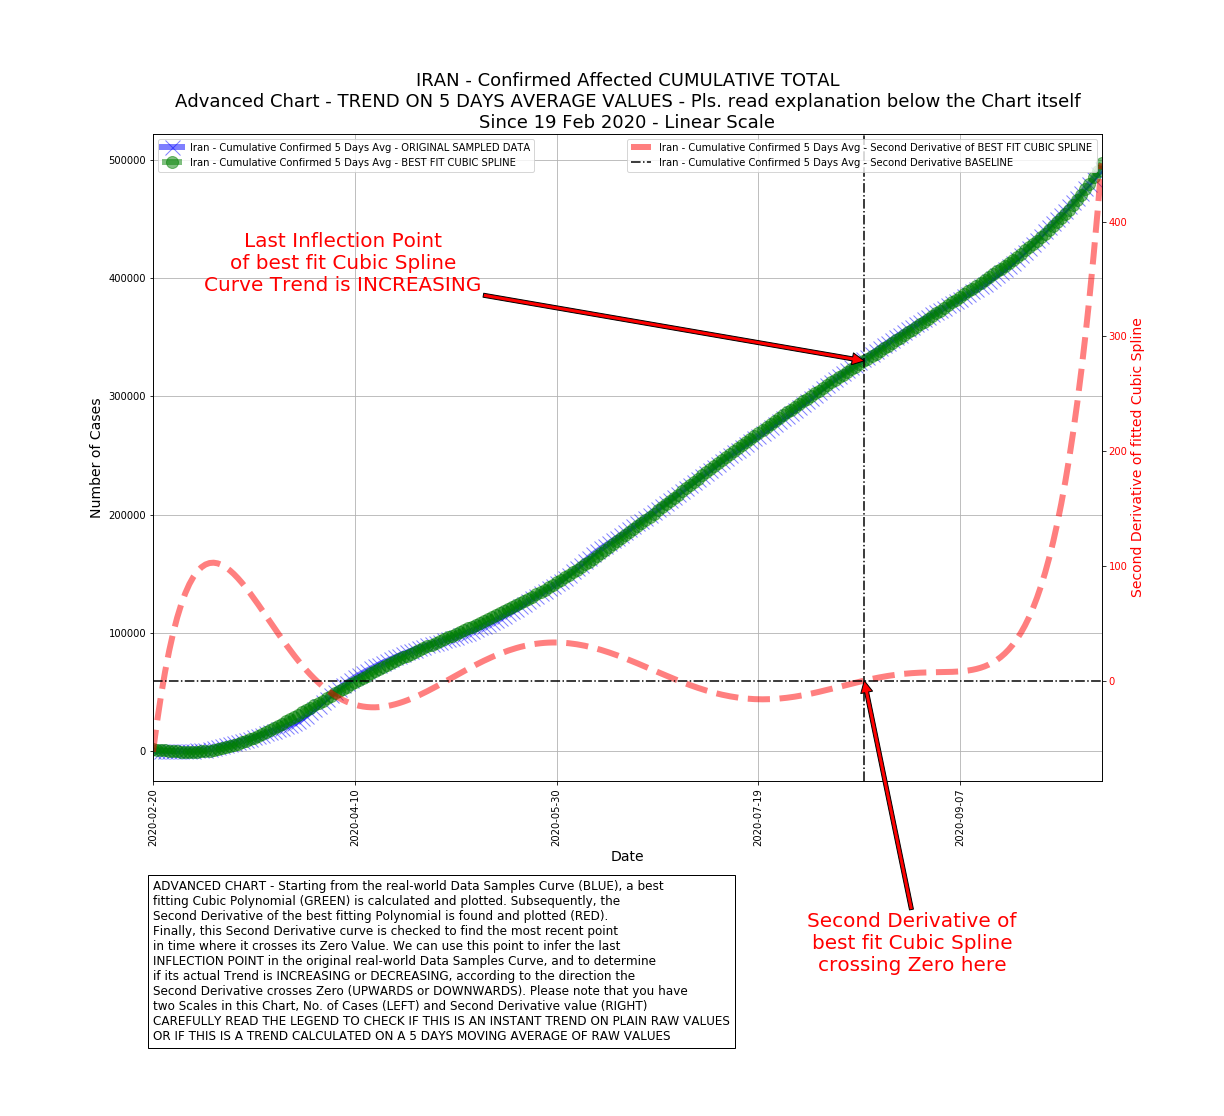 IRAN - Confirmed Affected CUMULATIVE TOTAL
Advanced Chart - TREND ON 5 DAYS AVERAGE VALUES - Pls. read explanation below the Chart itself
Since 19 Feb 2020 - Linear Scale
Iran - Cumulative Confirmed 5 Days Avg - ORIGINAL SAMPLED DATA
Iran - Cumulative Confirmed 5 Days Avg - BEST FIT CUBIC SPLINE
Iran - Cumulative Confirmed 5 Days Avg - Second Derivative of BEST FIT CUBIC SPLINE
Iran - Cumulative Confirmed 5 Days Avg - Second Derivative BASELINE
Last Inflection Point
of best fit Cubic Spline
Curve Trend is INCREASING
Number of Cases
500000
400000
300000
200000
100000
0
400
300
200
100
0
Second Derivative of fitted Cubic Spline
2020-02-20
2020-04-10
2020-05-30
2020-07-19
2020-09-07
Date
Second Derivative of
best fit Cubic Spline
crossing Zero here
ADVANCED CHART - Starting from the real-world Data Samples Curve (BLUE), a best
fitting Cubic Polynomial (GREEN) is calculated and plotted. Subsequently, the
Second Derivative of the best fitting Polynomial is found and plotted (RED).
Finally, this Second Derivative curve is checked to find the most recent point
in time where it crosses its Zero Value. We can use this point to infer the last
INFLECTION POINT in the original real-world Data Samples Curve, and to determine
if its actual Trend is INCREASING or DECREASING, according to the direction the
Second Derivative crosses Zero (UPWARDS or DOWNWARDS). Please note that you have
two Scales in this Chart, No. of Cases (LEFT) and Second Derivative value (RIGHT)
CAREFULLY READ THE LEGEND TO CHECK IF THIS IS AN INSTANT TREND ON PLAIN RAW VALUES
OR IF THIS IS A TREND CALCULATED ON A 5 DAYS MOVING AVERAGE OF RAW VALUES